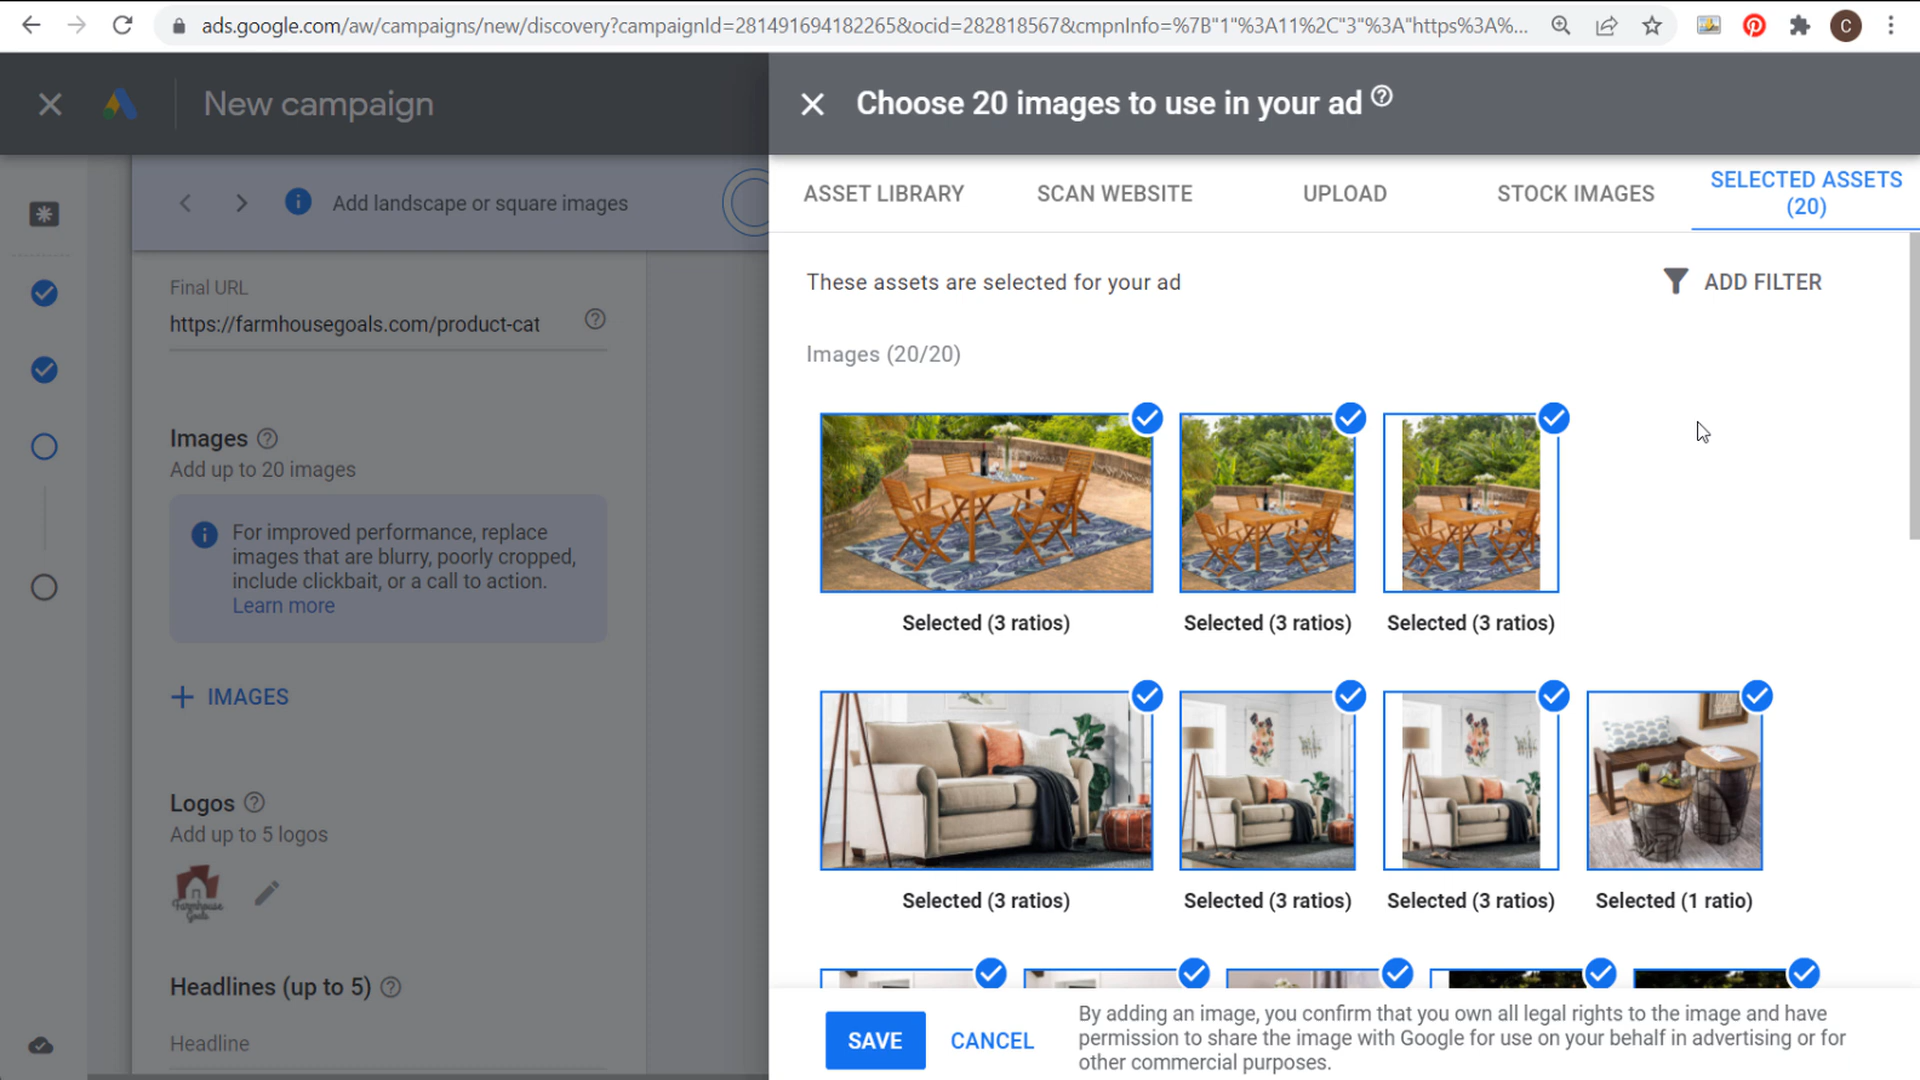 ads.google.com/aw/campaigns/new/discovery?campaignId=281491694182265&ocid=282818567&cmpnInfo=%7B"1"%3A11%2C"3"%3A"https%3A%...
C
New campaign
Choose 20 images to use in your ad
Add landscape or square images
ASSET LIBRARY
SCAN WEBSITE
UPLOAD
STOCK IMAGES
SELECTED ASSETS
(20)
Final URL
https://farmhousegoals.com/product-cat
Images
Add up to 20 images
For improved performance, replace
images that are blurry, poorly cropped,
include clickbait, or a call to action.
Learn more
IMAGES
Logos
Add up to 5 logos
Farmhouse
Goals
Headlines (up to 5)
Headline
These assets are selected for your ad
ADD FILTER
Images (20/20)
Selected (3 ratios)
Selected (3 ratios)
Selected (3 ratios)
Selected (3 ratios)
Selected (3 ratios)
Selected (3 ratios)
Selected (1 ratio)
SAVE
CANCEL
By adding an image, you confirm that you own all legal rights to the image and have
permission to share the image with Google for use on your behalf in advertising or for
other commercial purposes.